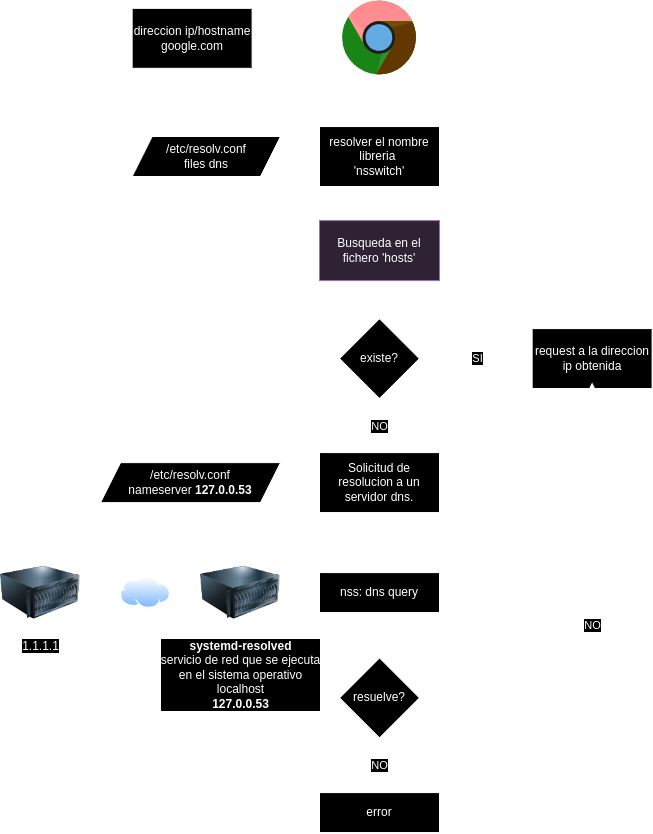 direccion ip/hostname
google.com
/etc/resolv.conf
files dns
resolver el nombre
libreria
'nsswitch'
Busqueda en el
fichero 'hosts'
existe?
SI
request a la direccion
ip obtenida
NO
/etc/resolv.conf
nameserver 127.0.0.53
Solicitud de
resolucion a un
servidor dns.
nss: dns query
NO
1.1.1.1
systemd-resolved
servicio de red que se ejecuta
en el sistema operativo
localhost
127.0.0.53
resuelve?
NO
error